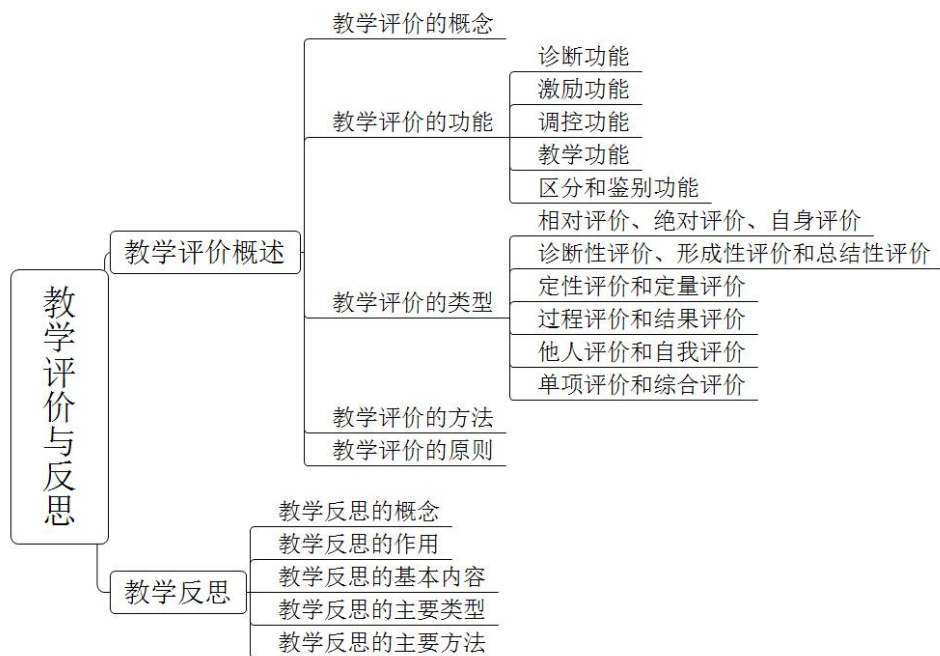 教学评价与反思
教学评价概述
教学评价的概念
教学评价的功能
诊断功能
激励功能
调控功能
教学功能
区分和鉴别功能
教学评价的类型
相对评价、绝对评价、自身评价
诊断性评价、形成性评价和总结性评价
定性评价和定量评价
过程评价和结果评价
他人评价和自我评价
单项评价和综合评价
教学评价的方法
教学评价的原则
教学反思
教学反思的概念
教学反思的作用
教学反思的基本内容
教学反思的主要类型
教学反思的主要方法